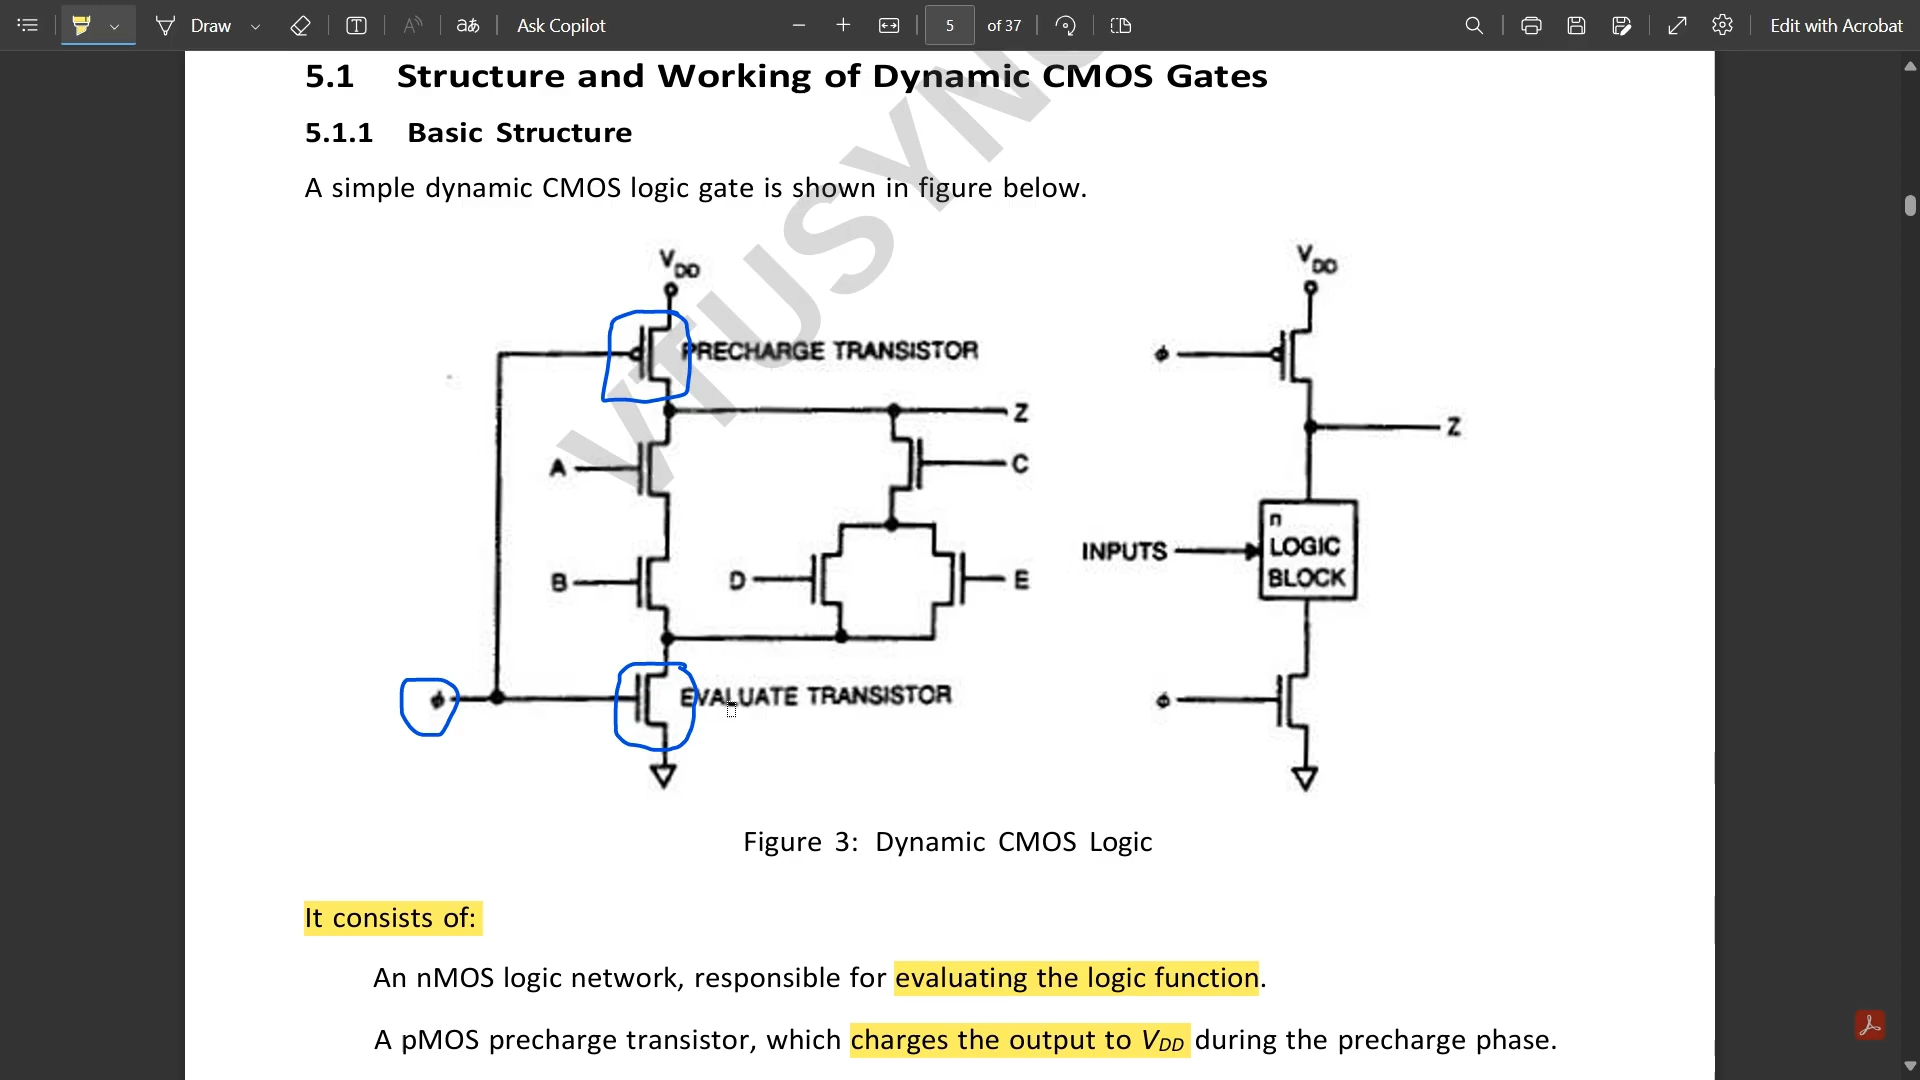 Draw
T
A
aあ
Ask Copilot
5
of 37
Edit with Acrobat
5.1 Structure and Working of Dynamic CMOS Gates
5.1.1 Basic Structure
A simple dynamic CMOS logic gate is shown in figure below.
VTUSYN
VDD
PRECHARGE TRANSISTOR
Z
A
C
B
D
E
ϕ
EVALUATE TRANSISTOR
VDD
ϕ
Z
INPUTS
n
LOGIC
BLOCK
ϕ
Figure 3: Dynamic CMOS Logic
It consists of:
An nMOS logic network, responsible for evaluating the logic function.
A pMOS precharge transistor, which charges the output to VDD during the precharge phase.